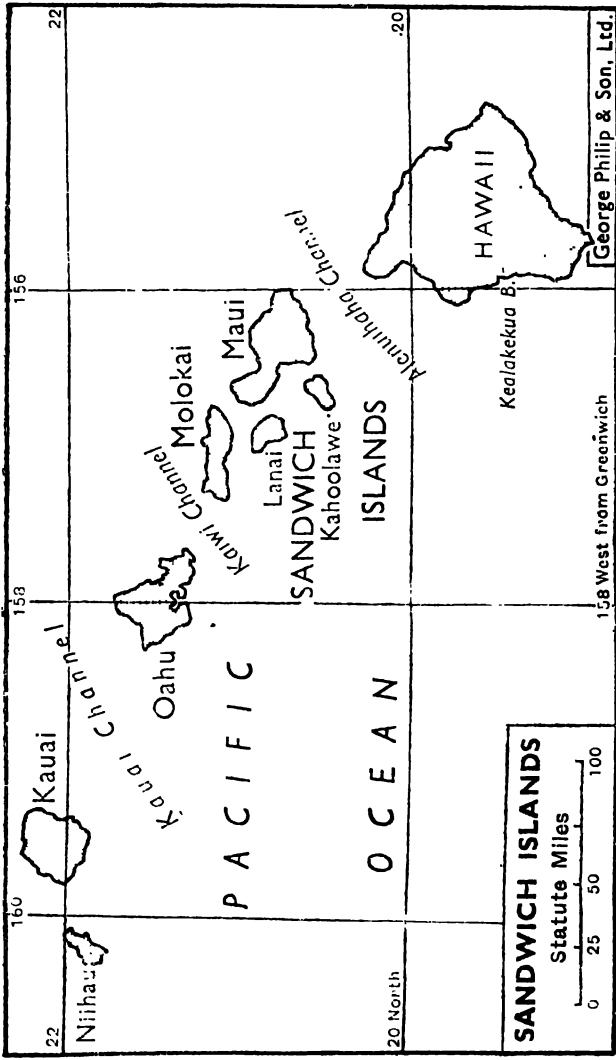 22
160
158
156
22
Niihau
Kauai
Kauai Channel
Oahu
Kaiwi Channel
Molokai
Maui
Lanai
SANDWICH
Kahoolawe
ISLANDS
Alenuihaha Channel
PACIFIC
OCEAN
20 North
20
HAWAII
Kealakekua B.
SANDWICH ISLANDS
Statute Miles
0 25 50 100
158 West from Greenwich
George Philip & Son, Ltd.